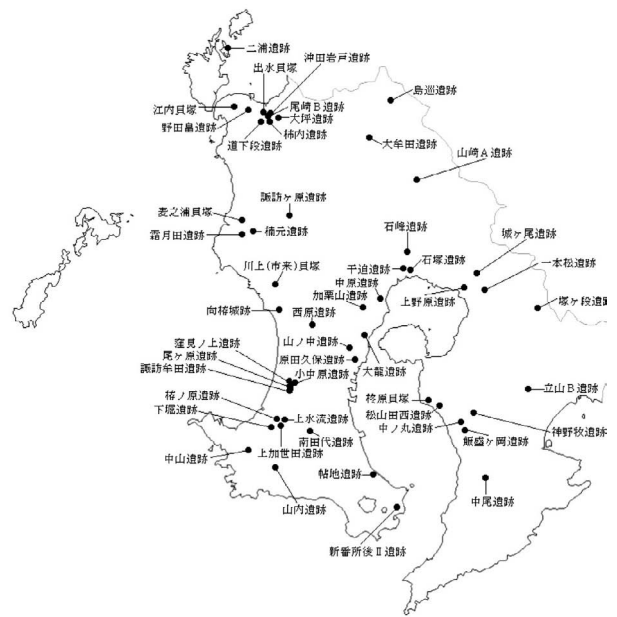 二浦遺跡
沖田岩戸遺跡
出水貝塚
島巡遺跡
江内貝塚
尾崎B遺跡
大坪遺跡
野田畠遺跡
柿内遺跡
道下段遺跡
大牟田遺跡
山崎A遺跡
諏訪ヶ原遺跡
麦之浦貝塚
楠元遺跡
霜月田遺跡
石峰遺跡
城ヶ尾遺跡
川上(市来)貝塚
干迫遺跡
石塚遺跡
一本松遺跡
中原遺跡
加栗山遺跡
上野原遺跡
塚ヶ段遺跡
向栫城跡
西原遺跡
窪見ノ上遺跡
山ノ中遺跡
尾ヶ原遺跡
原田久保遺跡
大龍遺跡
諏訪牟田遺跡
小中原遺跡
栫ノ原遺跡
柊原貝塚
立山B遺跡
下堀遺跡
上水流遺跡
松山田西遺跡
中ノ丸遺跡
神野牧遺跡
南田代遺跡
飯盛ヶ岡遺跡
中山遺跡
上加世田遺跡
帖地遺跡
山内遺跡
中尾遺跡
新番所後Ⅱ遺跡